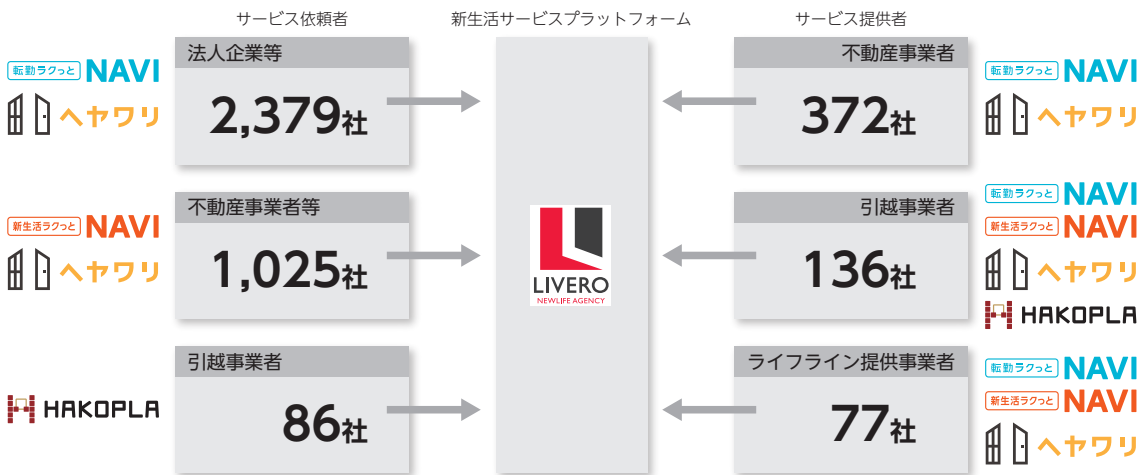 サービス依頼者
新生活サービスプラットフォーム
サービス提供者
転勤ラクっと NAVI
ヘヤワリ
法人企業等
2,379社
不動産事業者
372社
転勤ラクっと NAVI
ヘヤワリ
新生活ラクっと NAVI
ヘヤワリ
不動産事業者等
1,025社
LIVERO
NEWLIFE AGENCY
引越事業者
136社
転勤ラクっと NAVI
新生活ラクっと NAVI
ヘヤワリ
HAKOPLA
HAKOPLA
引越事業者
86社
ライフライン提供事業者
77社
転勤ラクっと NAVI
新生活ラクっと NAVI
ヘヤワリ